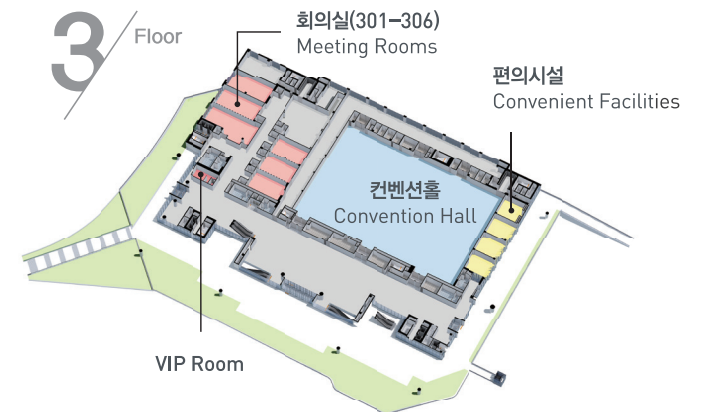 3 Floor
회의실(301-306)
Meeting Rooms
편의시설
Convenient Facilities
컨벤션홀
Convention Hall
VIP Room